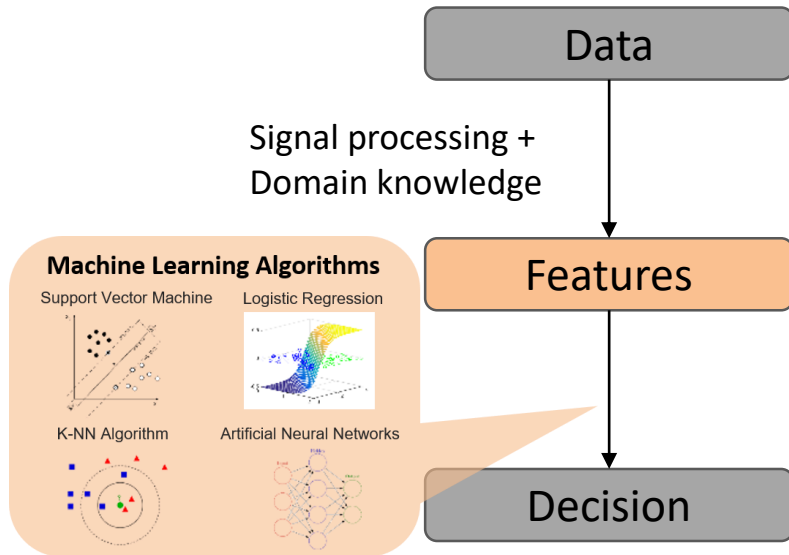 Data
Signal processing +
Domain knowledge
Features
Machine Learning Algorithms
Support Vector Machine
Logistic Regression
K-NN Algorithm
Artificial Neural Networks
Decision